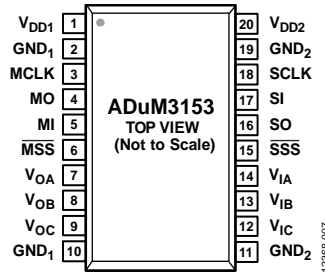 VDD1 1 20 VDD2
GND1 2 19 GND2
MCLK 3 18 SCLK
MO 4 17 SI
MI 5 16 SO
MSS 6 15 SSS
VOA 7 14 VIA
VOB 8 13 VIB
VOC 9 12 VIC
GND1 10 11 GND2
ADuM3153
TOP VIEW
(Not to Scale)
12368-007